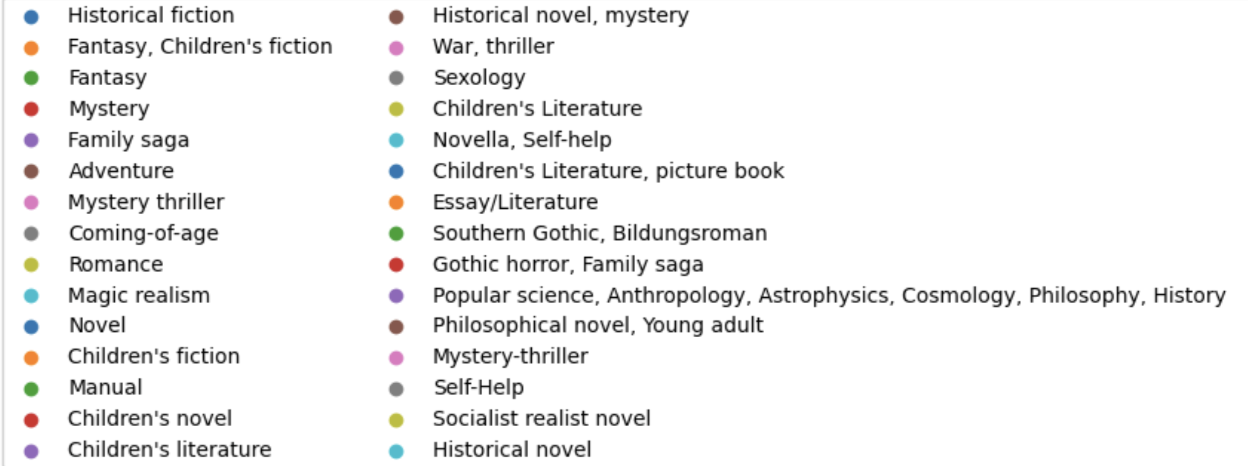 Historical fiction
Fantasy, Children's fiction
Fantasy
Mystery
Family saga
Adventure
Mystery thriller
Coming-of-age
Romance
Magic realism
Novel
Children's fiction
Manual
Children's novel
Children's literature
Historical novel, mystery
War, thriller
Sexology
Children's Literature
Novella, Self-help
Children's Literature, picture book
Essay/Literature
Southern Gothic, Bildungsroman
Gothic horror, Family saga
Popular science, Anthropology, Astrophysics, Cosmology, Philosophy, History
Philosophical novel, Young adult
Mystery-thriller
Self-Help
Socialist realist novel
Historical novel